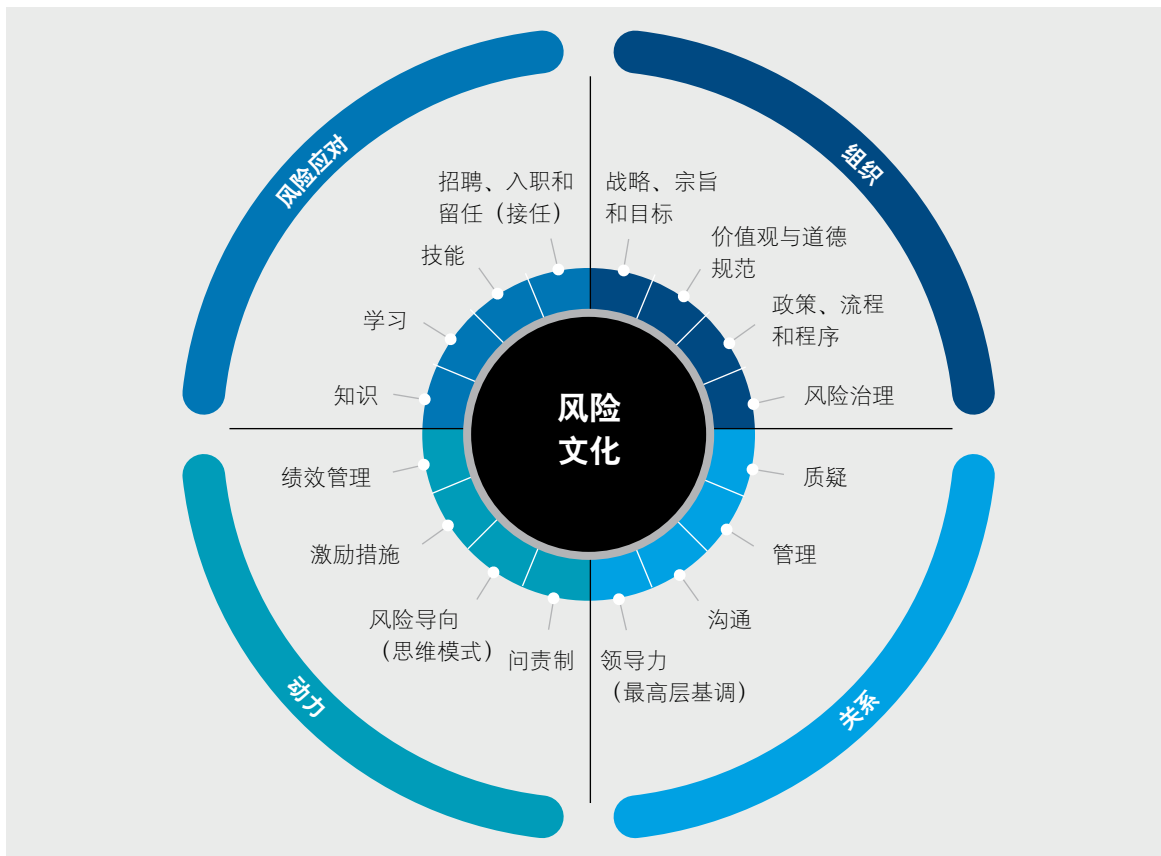 风险应对
组织
招聘、入职和
留任（接任）
技能
学习
知识
战略、宗旨
和目标
价值观与道德
规范
政策、流程
和程序
风险治理
风险
文化
绩效管理
激励措施
风险导向
（思维模式）
问责制
质疑
管理
沟通
领导力
（最高层基调）
动力
关系